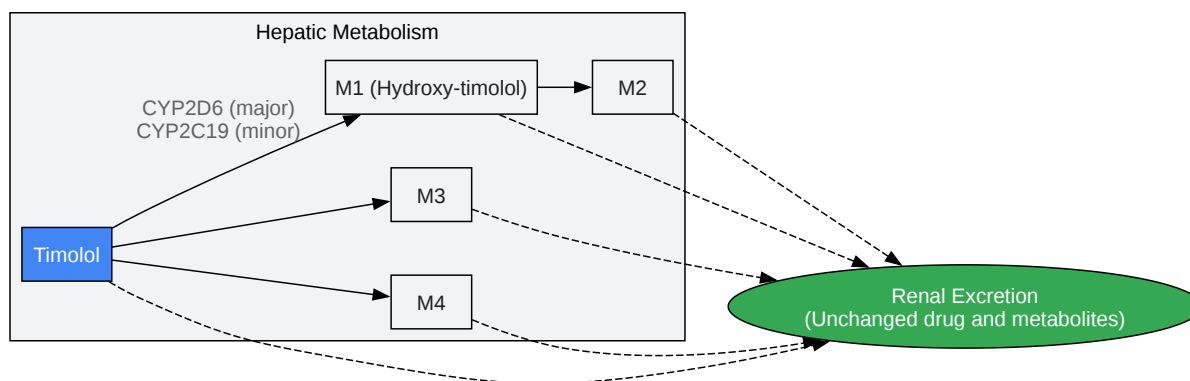 Hepatic Metabolism
M1 (Hydroxy-timolol)
M2
CYP2D6 (major)
CYP2C19 (minor)
M3
Timolol
M4
Renal Excretion
(Unchanged drug and metabolites)